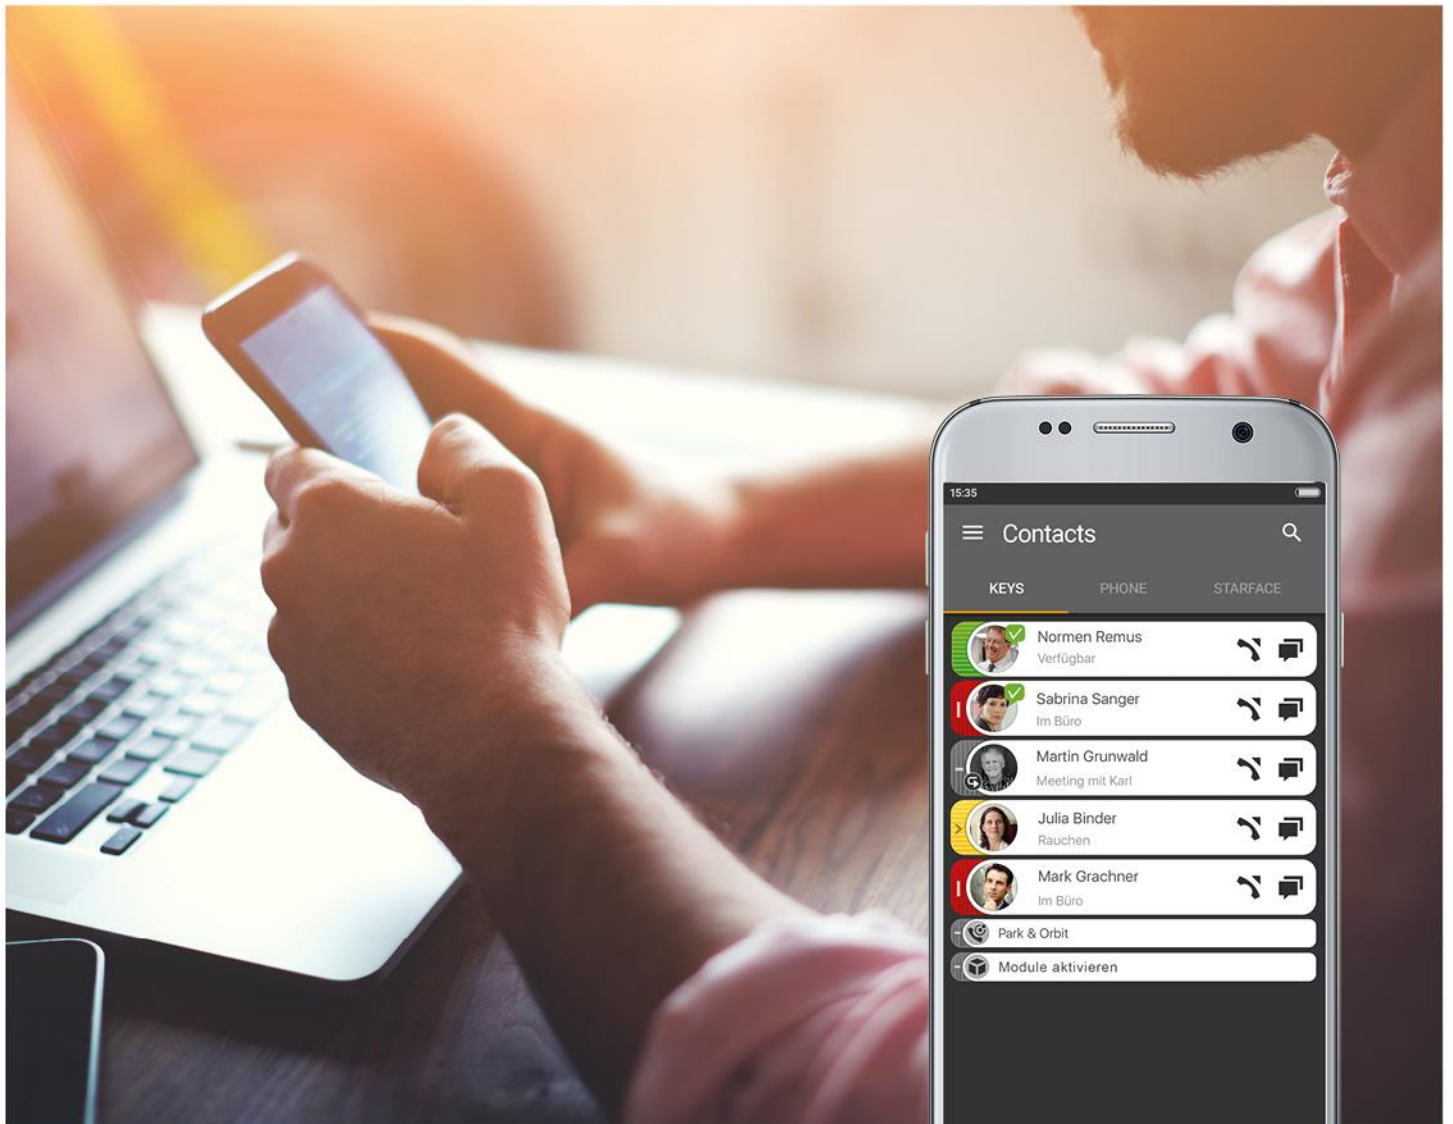 15:35
Contacts
KEYS PHONE STARFACE
Normen Remus
Verfügbar
Sabrina Sanger
Im Büro
Martin Grunwald
Meeting mit Karl
Julia Binder
Rauchen
Mark Grachner
Im Büro
Park & Orbit
Module aktivieren